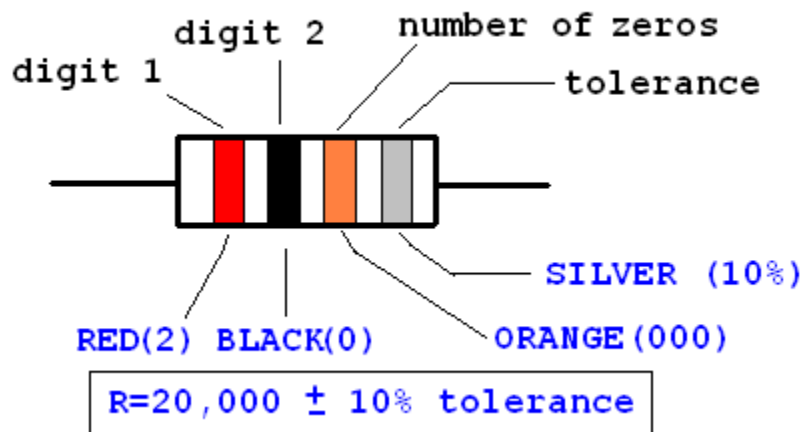 digit 2
number of zeros
digit 1
tolerance
SILVER (10%)
RED(2) BLACK(0)
ORANGE(000)
R=20,000 ± 10% tolerance